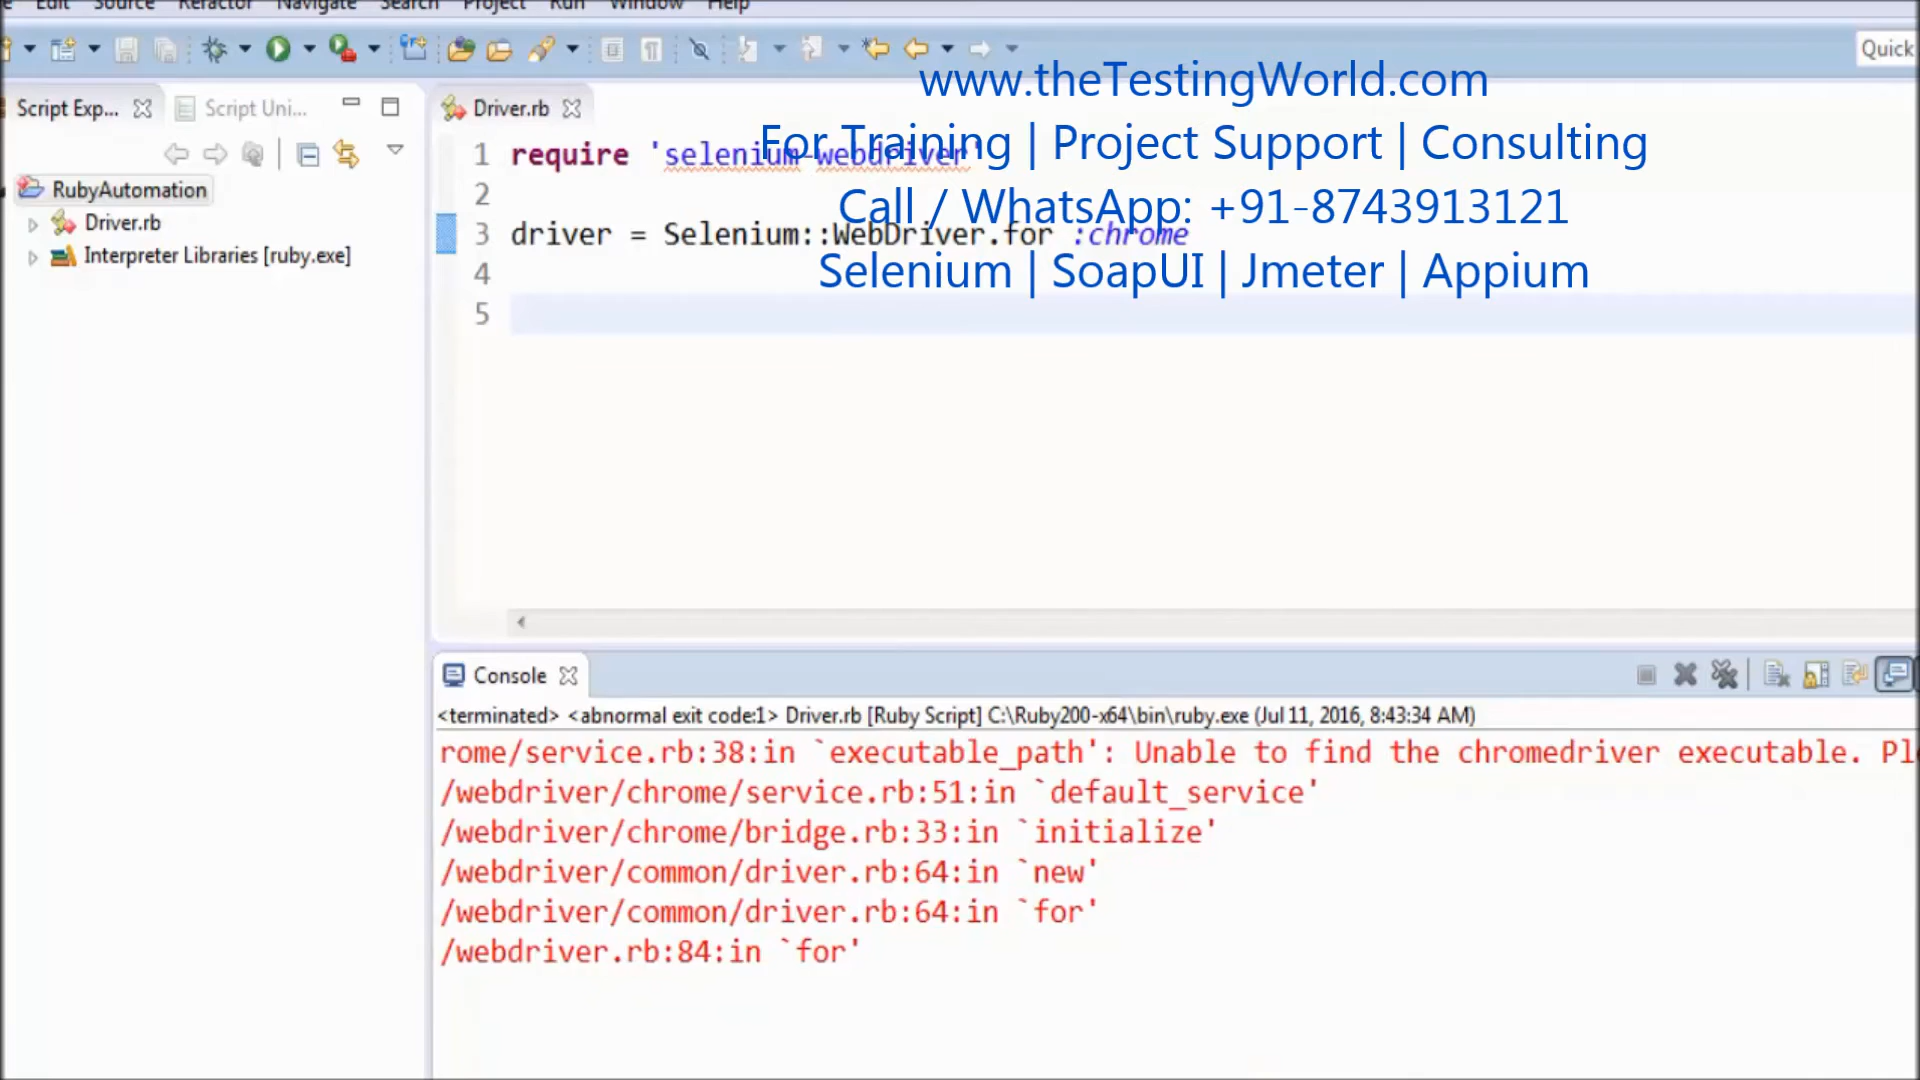 Edit Source Refactor Navigate Search Project Run Window Help
Quick
www.theTestingWorld.com
For Training | Project Support | Consulting
Call / WhatsApp: +91-8743913121
Selenium | SoapUI | Jmeter | Appium
Script Exp...
Script Uni...
Driver.rb
RubyAutomation
Driver.rb
Interpreter Libraries [ruby.exe]
1 require 'selenium-webdriver'
2
3 driver = Selenium::WebDriver.for :chrome
4
5
Console
<terminated> <abnormal exit code:1> Driver.rb [Ruby Script] C:\Ruby200-x64\bin\ruby.exe (Jul 11, 2016, 8:43:34 AM)
rome/service.rb:38:in `executable_path': Unable to find the chromedriver executable. Pl
/webdriver/chrome/service.rb:51:in `default_service'
/webdriver/chrome/bridge.rb:33:in `initialize'
/webdriver/common/driver.rb:64:in `new'
/webdriver/common/driver.rb:64:in `for'
/webdriver.rb:84:in `for'